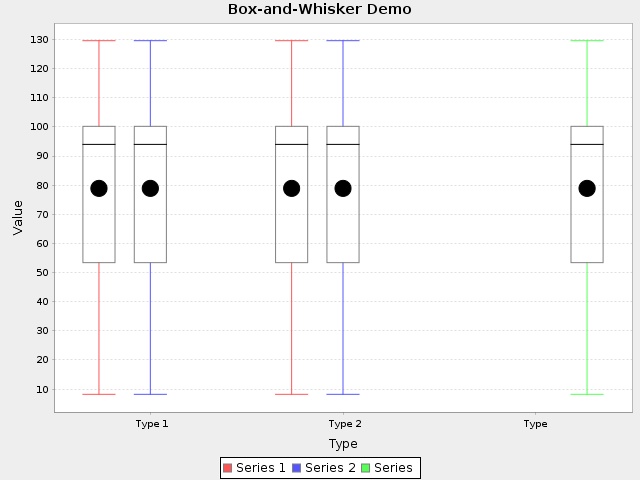 Box-and-Whisker Demo
130
120
110
100
90
80
70
60
50
40
30
20
10
Value
Type 1 Type 2 Type
Type
Series 1 Series 2 Series